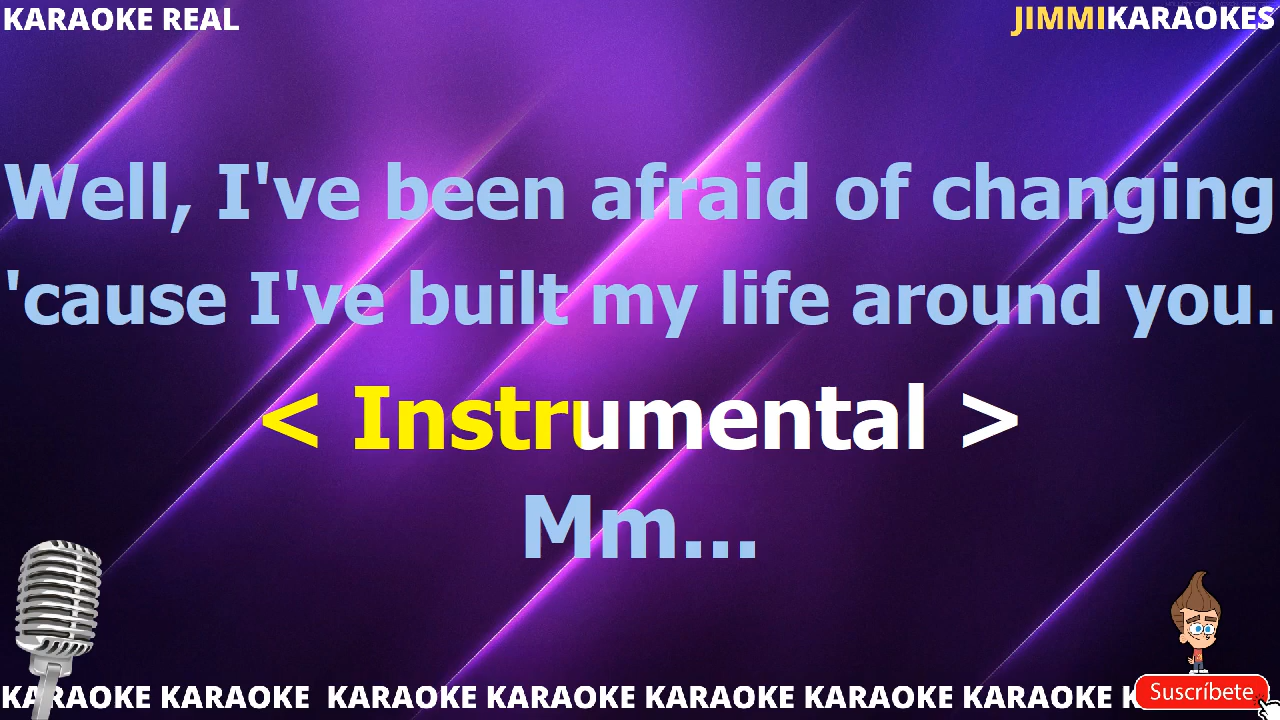 KARAOKE REAL
JIMMIKARAOKES
Well, I've been afraid of changing
'cause I've built my life around you.
< Instrumental >
Mm...
KARAOKE KARAOKE KARAOKE KARAOKE KARAOKE KARAOKE KARAOKE K
Suscríbete